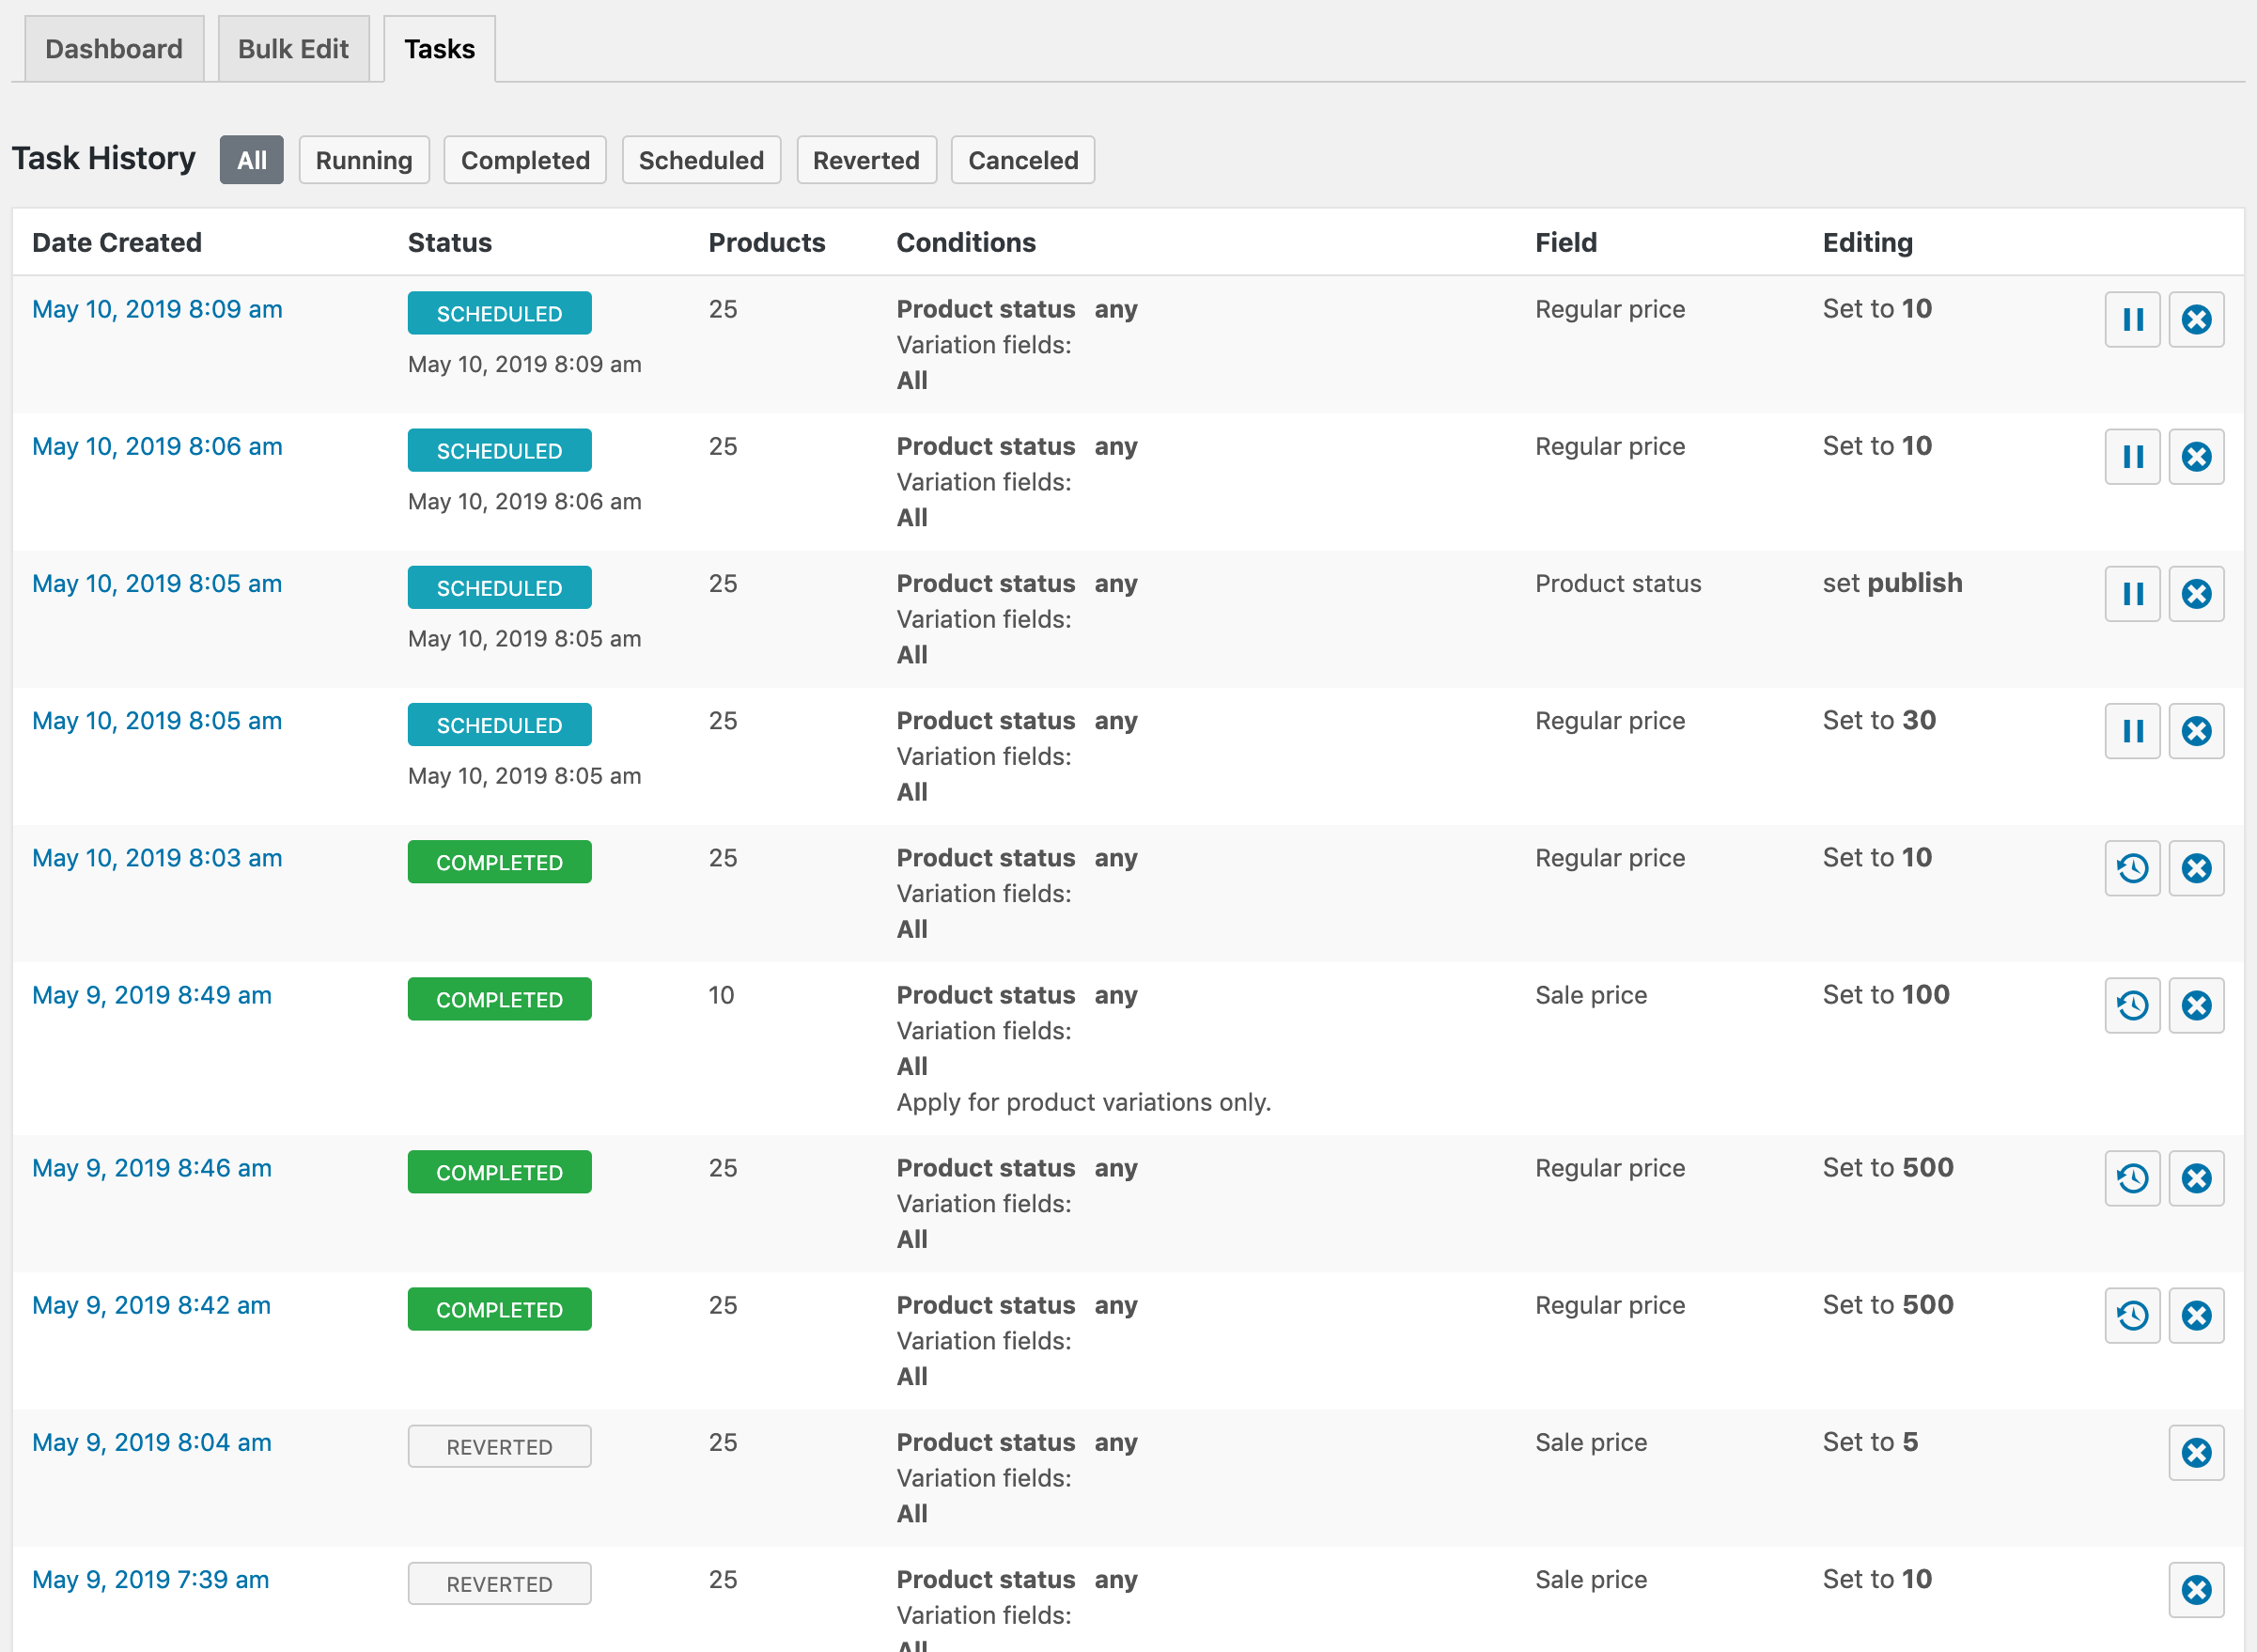 Dashboard Bulk Edit Tasks
Task History All Running Completed Scheduled Reverted Canceled
Date Created Status Products Conditions Field Editing
May 10, 2019 8:09 am SCHEDULED 25 Product status any Regular price Set to 10
Variation fields:
May 10, 2019 8:09 am
All
May 10, 2019 8:06 am SCHEDULED 25 Product status any Regular price Set to 10
Variation fields:
May 10, 2019 8:06 am
All
May 10, 2019 8:05 am SCHEDULED 25 Product status any Product status set publish
Variation fields:
May 10, 2019 8:05 am
All
May 10, 2019 8:05 am SCHEDULED 25 Product status any Regular price Set to 30
Variation fields:
May 10, 2019 8:05 am
All
May 10, 2019 8:03 am COMPLETED 25 Product status any Regular price Set to 10
Variation fields:
All
May 9, 2019 8:49 am COMPLETED 10 Product status any Sale price Set to 100
Variation fields:
All
Apply for product variations only.
May 9, 2019 8:46 am COMPLETED 25 Product status any Regular price Set to 500
Variation fields:
All
May 9, 2019 8:42 am COMPLETED 25 Product status any Regular price Set to 500
Variation fields:
All
May 9, 2019 8:04 am REVERTED 25 Product status any Sale price Set to 5
Variation fields:
All
May 9, 2019 7:39 am REVERTED 25 Product status any Sale price Set to 10
Variation fields:
All